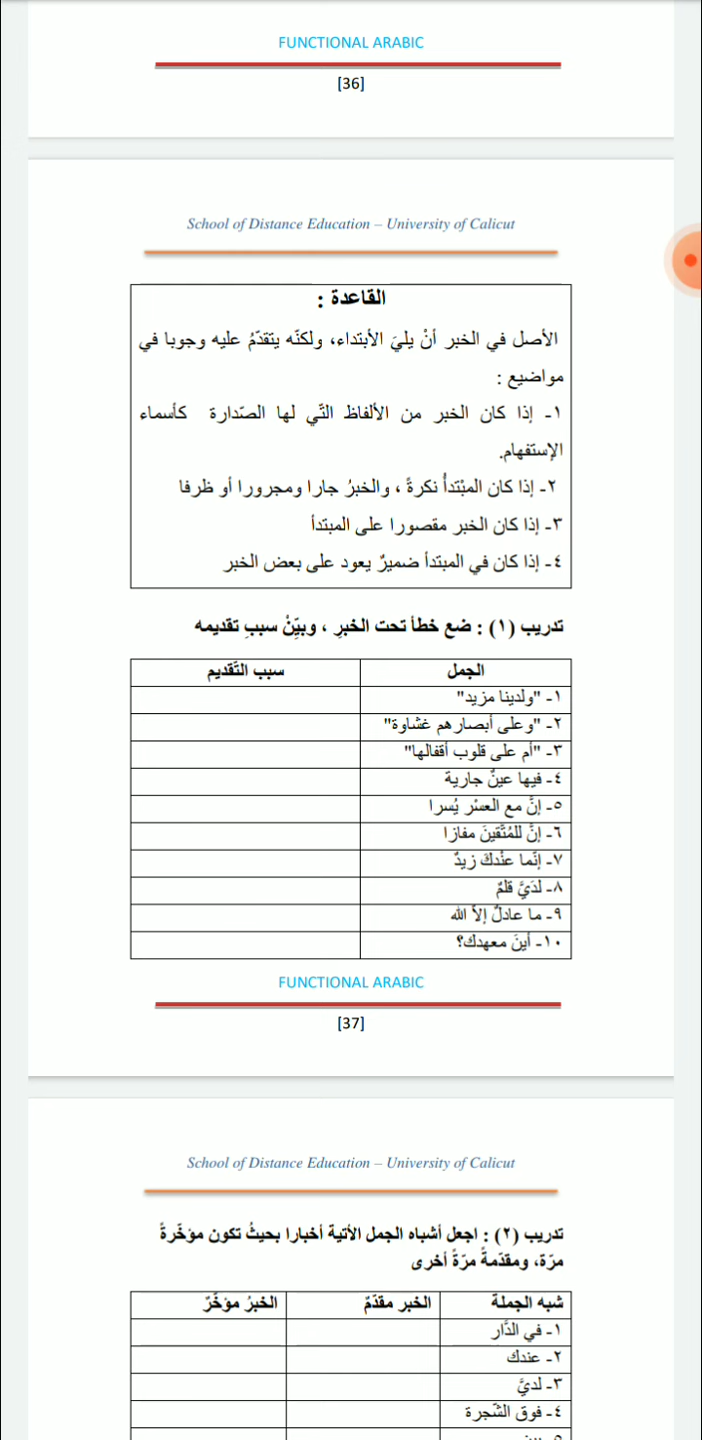 FUNCTIONAL ARABIC
[36]
School of Distance Education – University of Calicut
القاعدة :
الأصل في الخبر أنْ يليَ الأبتداء، ولكنّه يتقدّمُ عليه وجوبا في
مواضيع :
١- إذا كان الخبر من الألفاظ التّي لها الصّدارة كأسماء
الإستفهام.
٢- إذا كان المبْتدأُ نكرةً ، والخبرُ جارا ومجرورا أو ظرفا
٣- إذا كان الخبر مقصورا على المبتدأ
٤- إذا كان في المبتدأ ضميرٌ يعود على بعض الخبر
تدريب (١) : ضع خطأ تحت الخبرِ ، وبيِّنْ سببِ تقديمه
الجمل سبب التَّقديم
١- "ولدينا مزيد"
٢- "وعلى أبصارهم غشاوة"
٣- "أم على قلوب أقفالها"
٤- فيها عينٌ جارية
٥- إنَّ مع العسْر يُسرا
٦- إنَّ للمُتَّقينَ مفازا
٧- إنّما عنْدكَ زيدٌ
٨- لدَيَّ قلمٌ
٩- ما عادلٌ إلاّ الله
١٠- أينَ معهدك؟
FUNCTIONAL ARABIC
[37]
School of Distance Education – University of Calicut
تدريب (٢) : اجعل أشباه الجمل الأتية أخبارا بحيثُ تكون مؤخّرةً
مرّة، ومقدّمةً مرّةً أخرى
شبه الجملة الخبر مقدّمٌ الخبرُ مؤخّرٌ
١- في الدَّار
٢- عندك
٣- لديَّ
٤- فوق الشّجرة